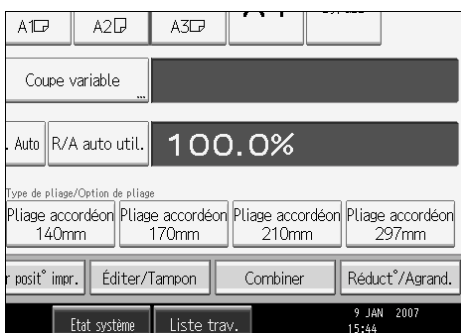 A1 A2 A3
Coupe variable
...
. Auto R/A auto util. 100.0%
Type de pliage/Option de pliage
Pliage accordéon Pliage accordéon Pliage accordéon Pliage accordéon
140mm 170mm 210mm 297mm
r posit° impr. Éditer/Tampon Combiner Réduct°/Agrand.
9 JAN 2007
Etat système Liste trav. 15:44